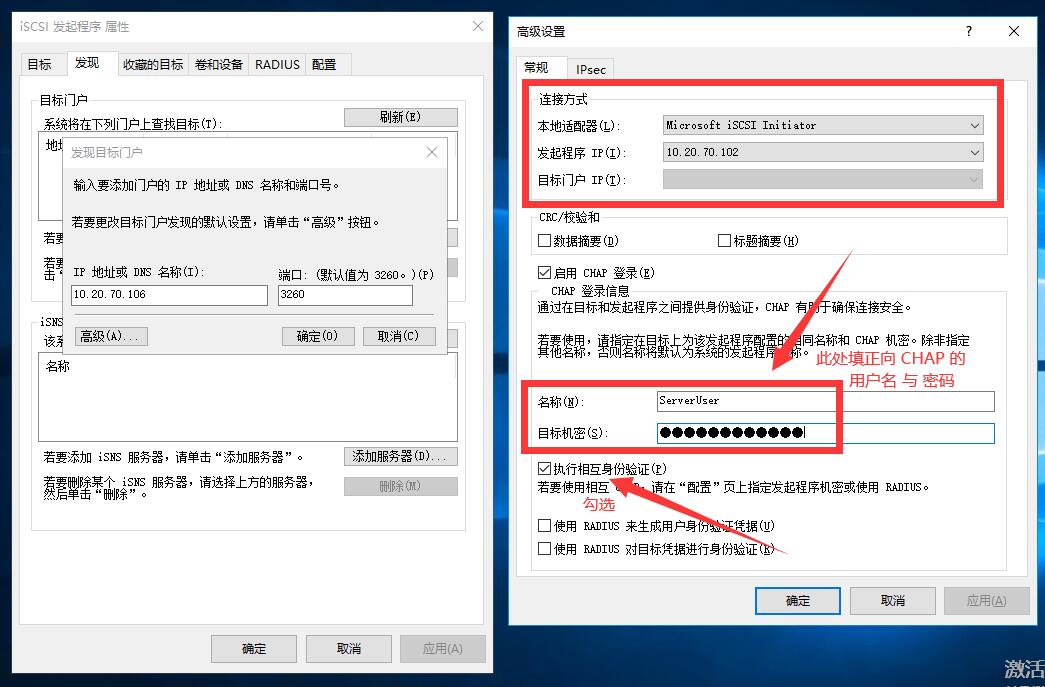 iSCSI 发起程序 属性
目标
发现
收藏的目标
卷和设备
RADIUS
配置
目标门户
系统将在下列门户上查找目标(T):
刷新(E)
发现目标门户
输入要添加门户的 IP 地址或 DNS 名称和端口号。
若要更改目标门户发现的默认设置，请单击“高级”按钮。
IP 地址或 DNS 名称(I):
端口: (默认值为 3260。)(P)
10.20.70.106
3260
高级(A)...
确定(O)
取消(C)
名称
若要添加 iSNS 服务器，请单击“添加服务器”。
添加服务器(D)...
若要删除某个 iSNS 服务器，请选择上方的服务器，
然后单击“删除”。
删除(M)
确定
取消
应用(A)
高级设置
常规
IPsec
连接方式
本地适配器(L):
Microsoft iSCSI Initiator
发起程序 IP(I):
10.20.70.102
目标门户 IP(T):
CRC/校验和
数据摘要(D)
标题摘要(H)
启用 CHAP 登录(E)
CHAP 登录信息
通过在目标和发起程序之间提供身份验证，CHAP 有助于确保连接安全。
若要使用，请指定在目标上为该发起程序配置的相同名称和 CHAP 机密。除非指定
其他名称，否则名称将默认为系统的发起程序名称。
此处填正向 CHAP 的
用户名 与 密码
名称(N):
ServerUser
目标机密(S):
●●●●●●●●●●●●
执行相互身份验证(P)
若要使用相互 CHAP，请在“配置”页上指定发起程序机密或使用 RADIUS。
勾选
使用 RADIUS 来生成用户身份验证凭据(U)
使用 RADIUS 对目标凭据进行身份验证(R)
确定
取消
应用(A)
激活